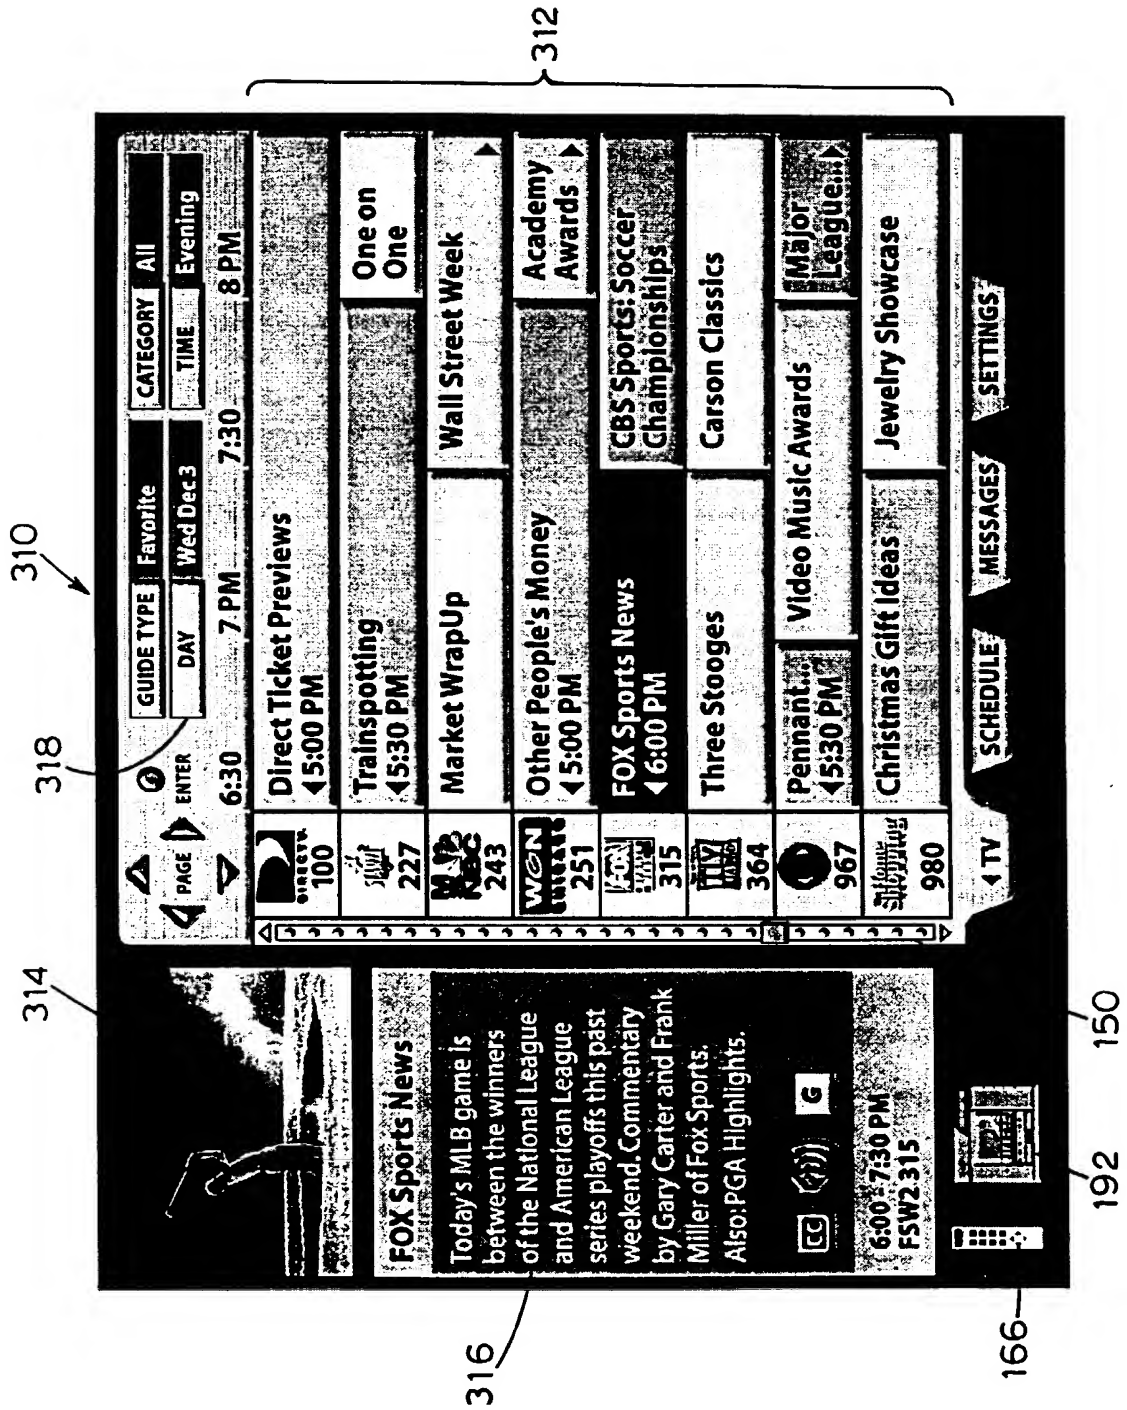 310
314
318
312
PAGE
ENTER
GUIDE TYPE Favorite CATEGORY All
DAY Wed Dec 3 TIME Evening
6:30 7 PM 7:30 8 PM
DIRECTV
100
Direct Ticket Previews
5:00 PM
227
Trainspotting
5:30 PM
One on
One
243
Market WrapUp
Wall Street Week
WGN
251
Other People's Money
5:00 PM
Academy
Awards
315
FOX Sports News
6:00 PM
CBS Sports: Soccer
Championships
364
Three Stooges
Carson Classics
967
Pennant...
5:30 PM
Video Music Awards
Major
League...
Home
Shopping
980
Christmas Gift Ideas
Jewelry Showcase
FOX Sports News
Today's MLB game is
between the winners
of the National League
and American League
series playoffs this past
weekend. Commentary
by Gary Carter and Frank
Miller of Fox Sports.
Also: PGA Highlights.
CC G
6:00 - 7:30 PM
FSW2 315
TV SCHEDULE MESSAGES SETTINGS
316
166
192
150